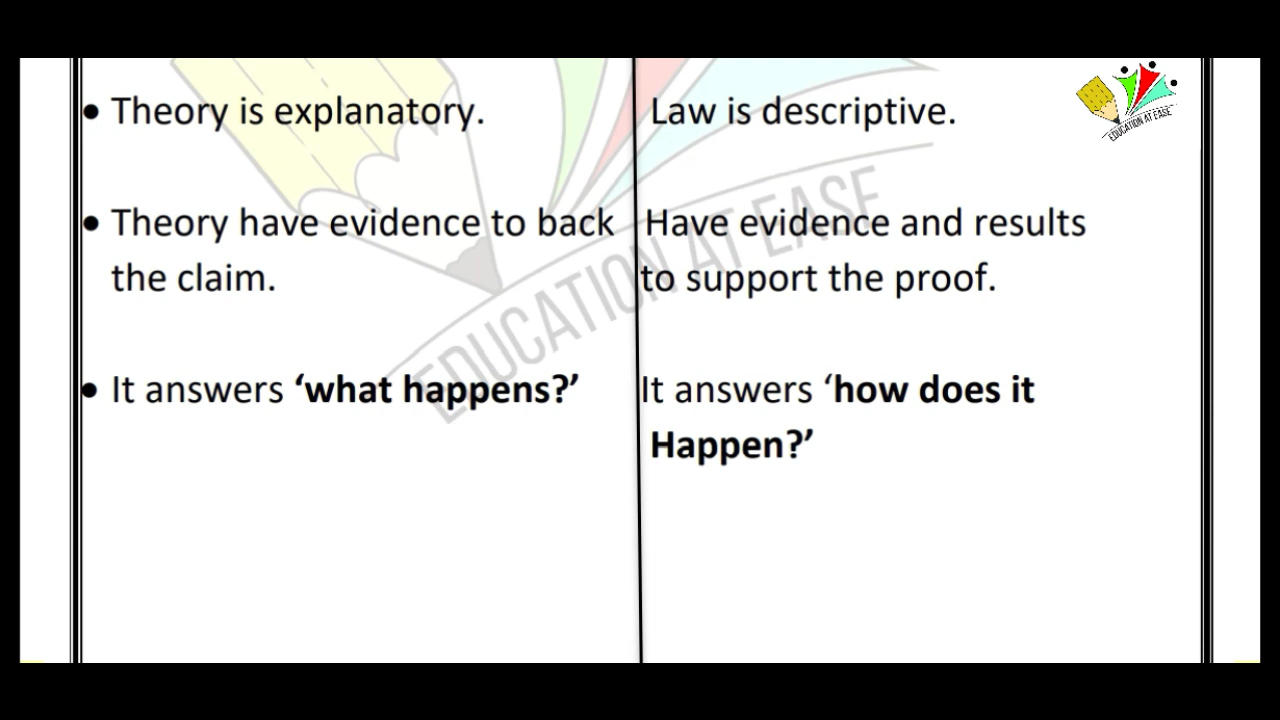 • Theory is explanatory.
Law is descriptive.
• Theory have evidence to back
the claim.
Have evidence and results
to support the proof.
• It answers ‘what happens?’
It answers ‘how does it
Happen?’
EDUCATION AT EASE
EDUCATION AT EASE